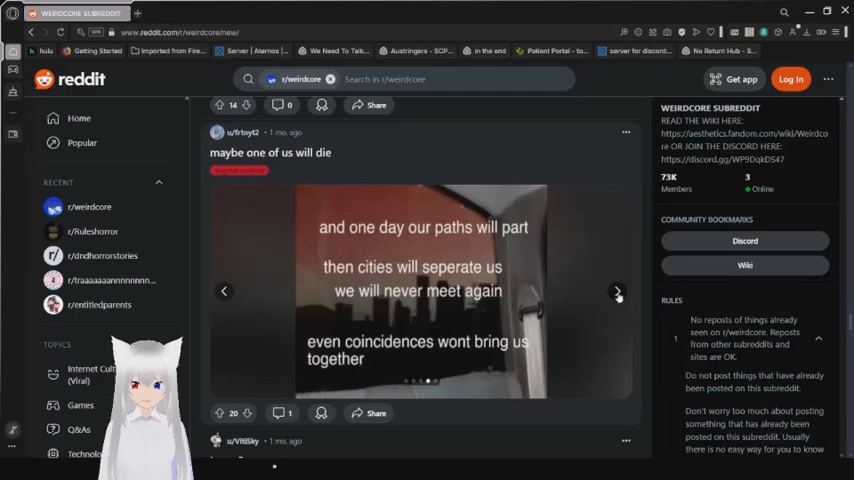 WEIRDCORE SUBREDDIT
www.reddit.com/r/weirdcore/new/
hulu
Getting Started
Imported from Fire...
Server | Aternos |
We Need To Talk...
Austringers - SCP...
in the end
Patient Portal - to...
server for discord...
No Return Hub - S...
reddit
r/weirdcore
Search in r/weirdcore
Get app
Log In
Home
Popular
RECENT
r/weirdcore
r/Ruleshorror
r/dndhorrorstories
r/traaaaaaannnnnnnnn...
r/entitledparents
TOPICS
Internet Cult
(Viral)
Games
Q&As
Technolo
14
0
Share
u/frtnyt2 • 1 mo. ago
maybe one of us will die
and one day our paths will part
then cities will seperate us
we will never meet again
even coincidences wont bring us
together
20
1
Share
u/VitiSky • 1 mo. ago
WEIRDCORE SUBREDDIT
READ THE WIKI HERE:
https://aesthetics.fandom.com/wiki/Weirdco
re OR JOIN THE DISCORD HERE:
https://discord.gg/WP9DqkDS47
73K
3
Members
Online
COMMUNITY BOOKMARKS
Discord
Wiki
RULES
1
No reposts of things already
seen on r/weirdcore. Reposts
from other subreddits and
sites are OK.
Do not post things that have already
been posted on this subreddit.
Don't worry too much about posting
something that has already been
posted on this subreddit. Usually
there is no easy way for you to know